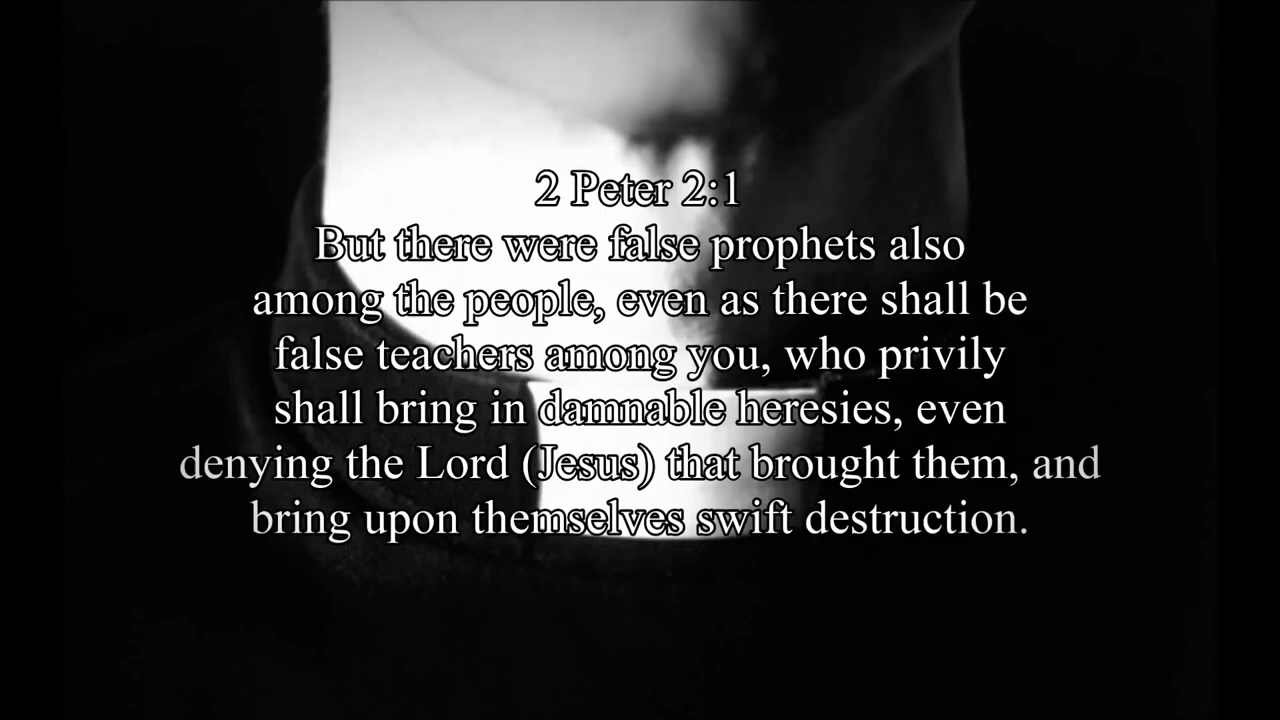 2 Peter 2:1
But there were false prophets also
among the people, even as there shall be
false teachers among you, who privily
shall bring in damnable heresies, even
denying the Lord (Jesus) that brought them, and
bring upon themselves swift destruction.